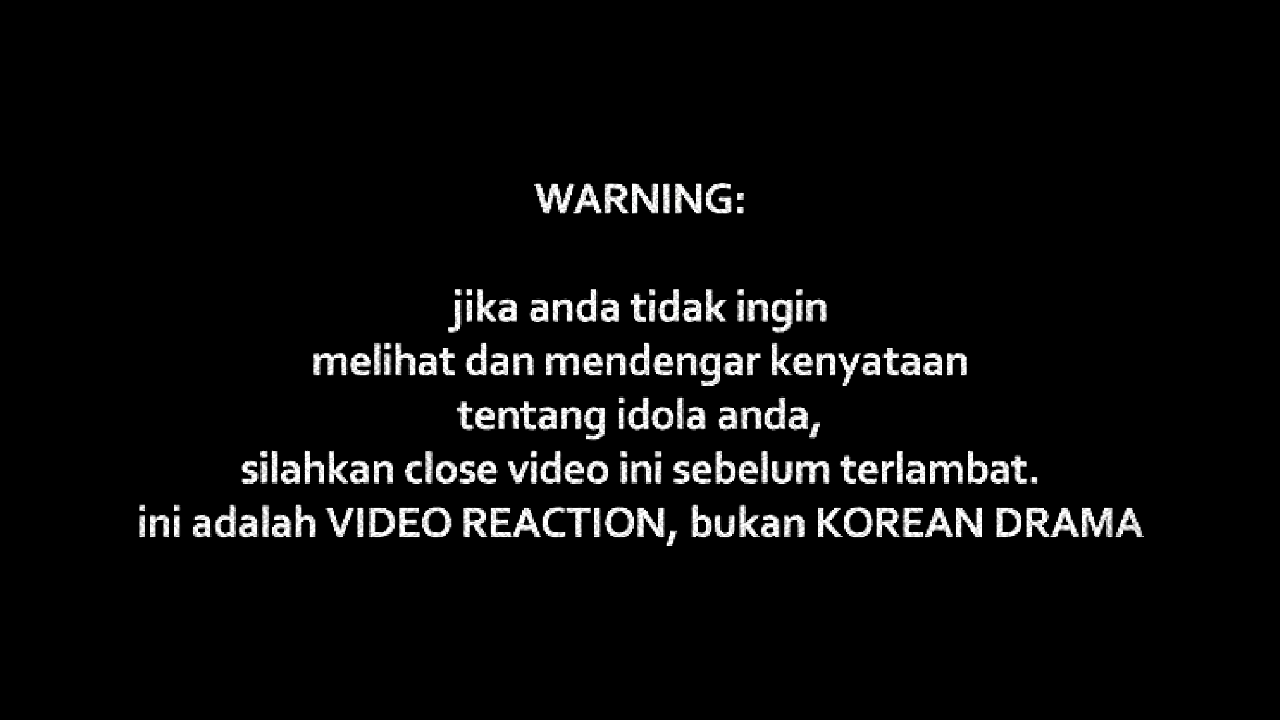 WARNING:
jika anda tidak ingin
melihat dan mendengar kenyataan
tentang idola anda,
silahkan close video ini sebelum terlambat.
ini adalah VIDEO REACTION, bukan KOREAN DRAMA